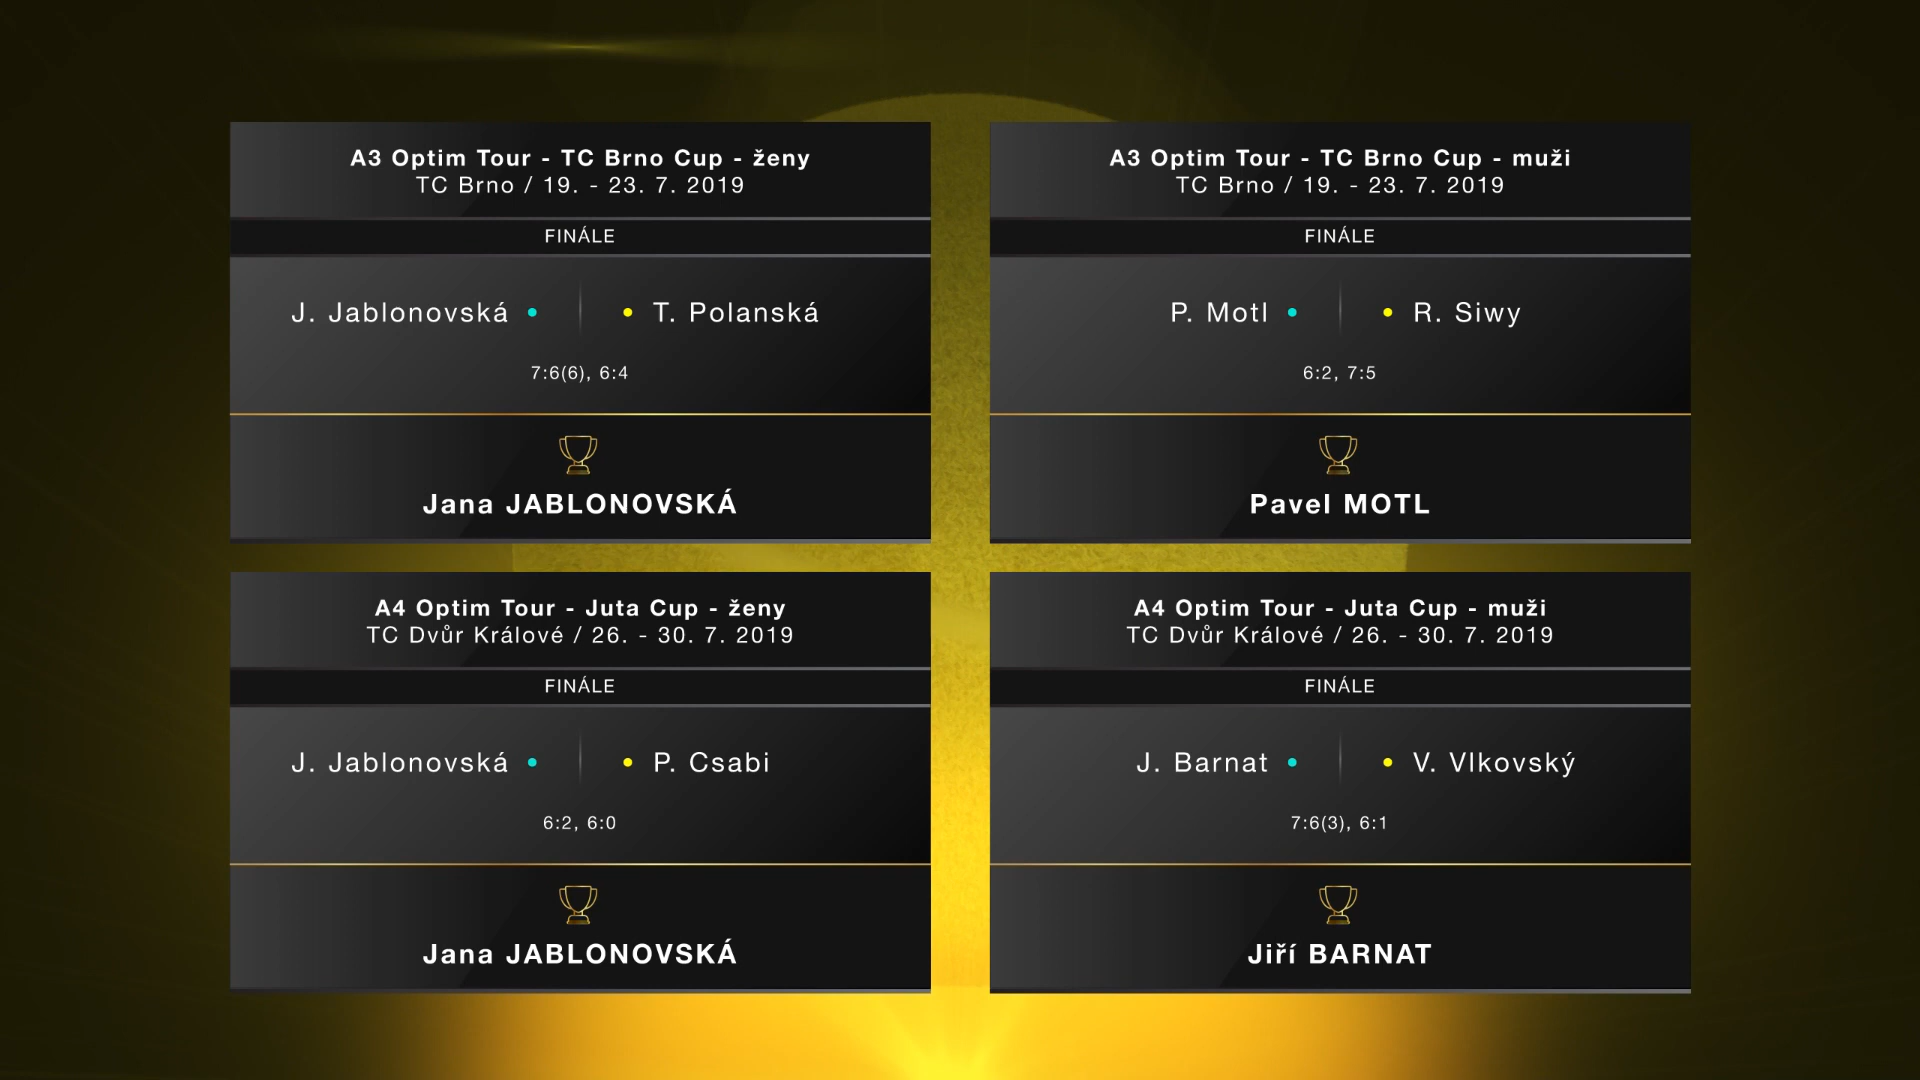 A3 Optim Tour - TC Brno Cup - ženy
TC Brno / 19. - 23. 7. 2019
FINÁLE
J. Jablonovská T. Polanská
7:6(6), 6:4
Jana JABLONOVSKÁ
A3 Optim Tour - TC Brno Cup - muži
TC Brno / 19. - 23. 7. 2019
FINÁLE
P. Motl R. Siwy
6:2, 7:5
Pavel MOTL
A4 Optim Tour - Juta Cup - ženy
TC Dvůr Králové / 26. - 30. 7. 2019
FINÁLE
J. Jablonovská P. Csabi
6:2, 6:0
Jana JABLONOVSKÁ
A4 Optim Tour - Juta Cup - muži
TC Dvůr Králové / 26. - 30. 7. 2019
FINÁLE
J. Barnat V. Vlkovský
7:6(3), 6:1
Jiří BARNAT